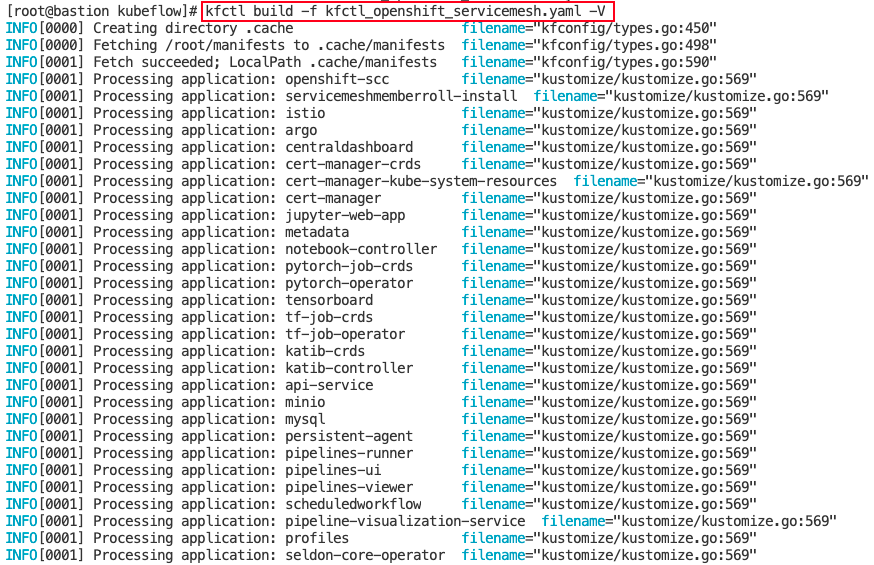 [root@bastion kubeflow]# kfctl build -f kfctl_openshift_servicemesh.yaml -V
INFO[0000] Creating directory .cache filename="kfconfig/types.go:450"
INFO[0000] Fetching /root/manifests to .cache/manifests filename="kfconfig/types.go:498"
INFO[0001] Fetch succeeded; LocalPath .cache/manifests filename="kfconfig/types.go:590"
INFO[0001] Processing application: openshift-scc filename="kustomize/kustomize.go:569"
INFO[0001] Processing application: servicemeshmemberroll-install filename="kustomize/kustomize.go:569"
INFO[0001] Processing application: istio filename="kustomize/kustomize.go:569"
INFO[0001] Processing application: argo filename="kustomize/kustomize.go:569"
INFO[0001] Processing application: centraldashboard filename="kustomize/kustomize.go:569"
INFO[0001] Processing application: cert-manager-crds filename="kustomize/kustomize.go:569"
INFO[0001] Processing application: cert-manager-kube-system-resources filename="kustomize/kustomize.go:569"
INFO[0001] Processing application: cert-manager filename="kustomize/kustomize.go:569"
INFO[0001] Processing application: jupyter-web-app filename="kustomize/kustomize.go:569"
INFO[0001] Processing application: metadata filename="kustomize/kustomize.go:569"
INFO[0001] Processing application: notebook-controller filename="kustomize/kustomize.go:569"
INFO[0001] Processing application: pytorch-job-crds filename="kustomize/kustomize.go:569"
INFO[0001] Processing application: pytorch-operator filename="kustomize/kustomize.go:569"
INFO[0001] Processing application: tensorboard filename="kustomize/kustomize.go:569"
INFO[0001] Processing application: tf-job-crds filename="kustomize/kustomize.go:569"
INFO[0001] Processing application: tf-job-operator filename="kustomize/kustomize.go:569"
INFO[0001] Processing application: katib-crds filename="kustomize/kustomize.go:569"
INFO[0001] Processing application: katib-controller filename="kustomize/kustomize.go:569"
INFO[0001] Processing application: api-service filename="kustomize/kustomize.go:569"
INFO[0001] Processing application: minio filename="kustomize/kustomize.go:569"
INFO[0001] Processing application: mysql filename="kustomize/kustomize.go:569"
INFO[0001] Processing application: persistent-agent filename="kustomize/kustomize.go:569"
INFO[0001] Processing application: pipelines-runner filename="kustomize/kustomize.go:569"
INFO[0001] Processing application: pipelines-ui filename="kustomize/kustomize.go:569"
INFO[0001] Processing application: pipelines-viewer filename="kustomize/kustomize.go:569"
INFO[0001] Processing application: scheduledworkflow filename="kustomize/kustomize.go:569"
INFO[0001] Processing application: pipeline-visualization-service filename="kustomize/kustomize.go:569"
INFO[0001] Processing application: profiles filename="kustomize/kustomize.go:569"
INFO[0001] Processing application: seldon-core-operator filename="kustomize/kustomize.go:569"